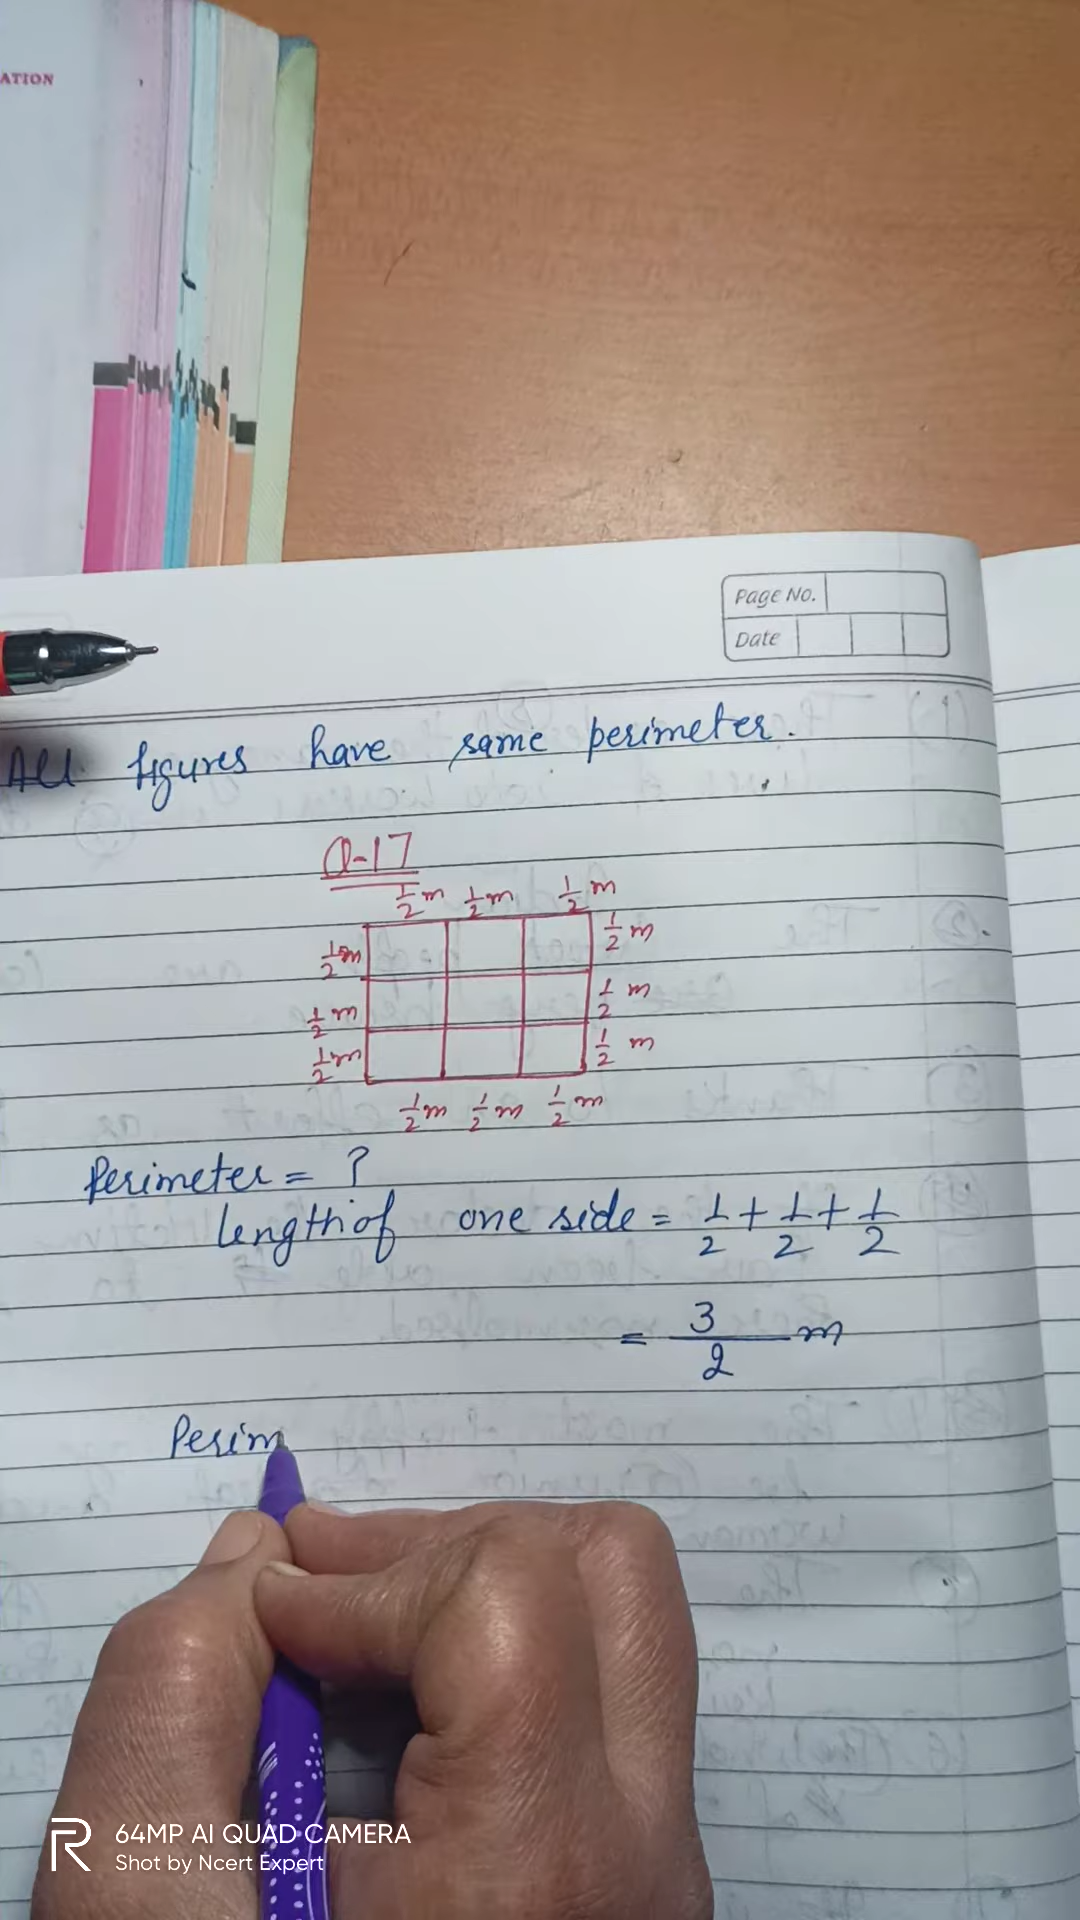 ATION
Page No.
Date
All figures have same perimeter.
Q-17
1/2 m 1/2 m 1/2 m
1/2 m 1/2 m
1/2 m 1/2 m
1/2 m 1/2 m
1/2 m 1/2 m 1/2 m
Perimeter = ?
length of one side = 1/2 + 1/2 + 1/2
= 3/2 m
Perim
64MP AI QUAD CAMERA
Shot by Ncert Expert